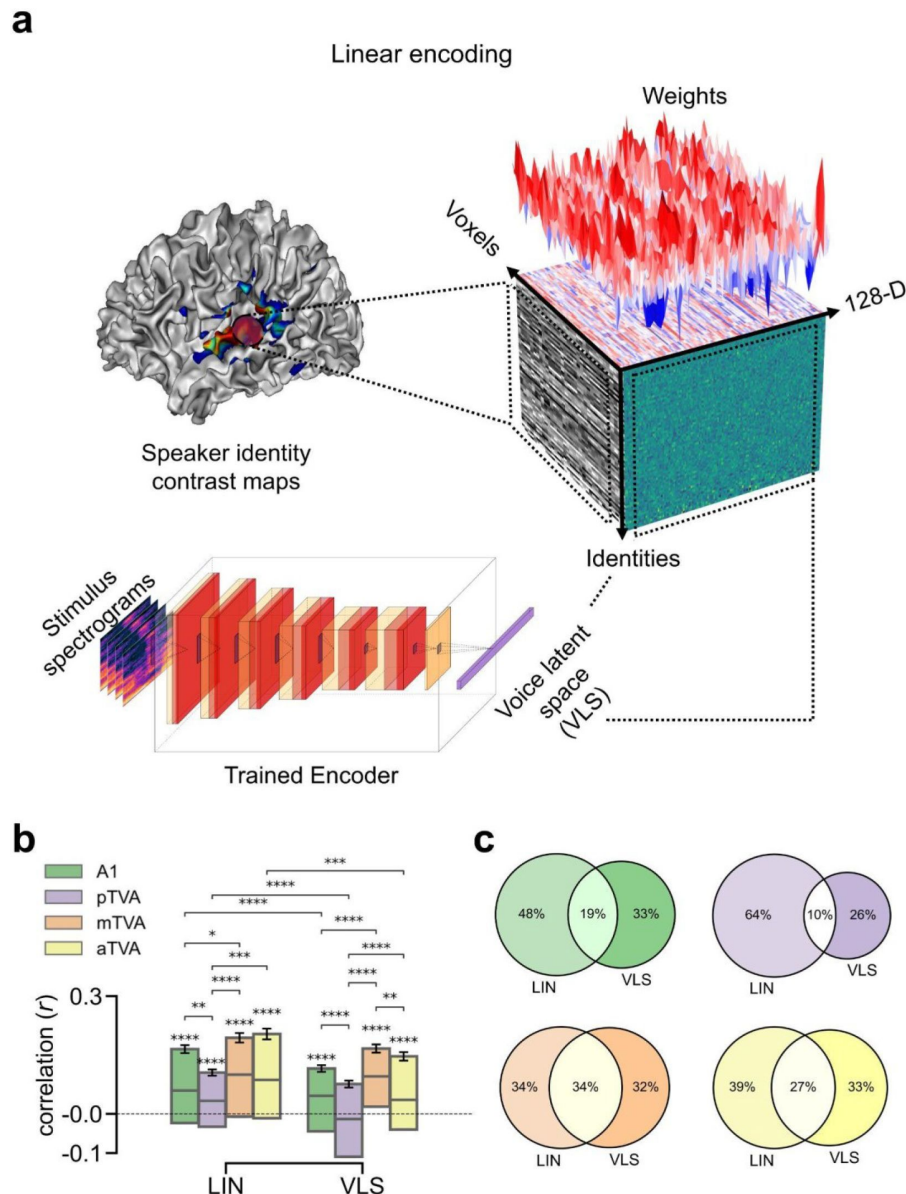 a
Linear encoding
Weights
Voxels
128-D
Speaker identity
contrast maps
Identities
Stimulus
spectrograms
Voice latent
space
(VLS)
Trained Encoder
b
A1
pTVA
mTVA
aTVA
***
****
****
****
*
****
***
****
****
**
**
****
****
****
****
****
****
****
****
****
correlation (r)
0.3
-0.0
-0.1
LIN
VLS
c
48%
19%
33%
LIN
VLS
64%
10%
26%
LIN
VLS
34%
34%
32%
LIN
VLS
39%
27%
33%
LIN
VLS